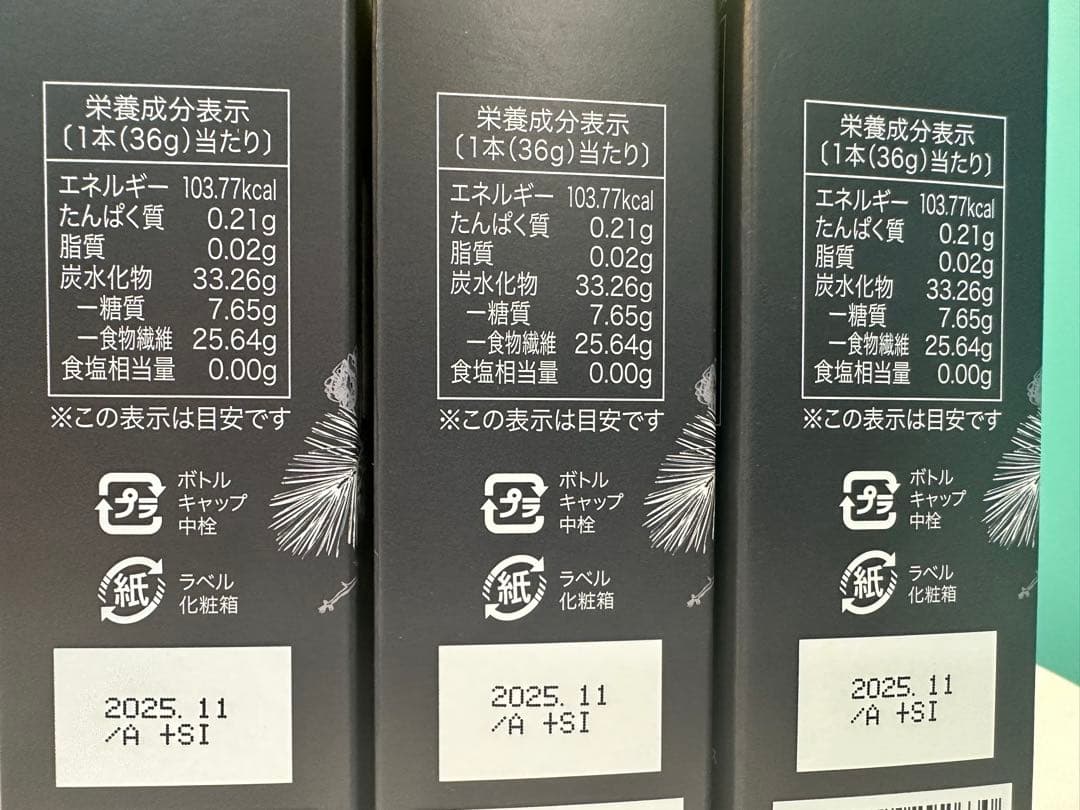 栄養成分表示
〔1本(36g)当たり〕
エネルギー 103.77kcal
たんぱく質 0.21g
脂質 0.02g
炭水化物 33.26g
ー糖質 7.65g
ー食物繊維 25.64g
食塩相当量 0.00g
※この表示は目安です
プラ
ボトル
キャップ
中栓
紙
ラベル
化粧箱
2025.11
/A +SI
栄養成分表示
〔1本(36g)当たり〕
エネルギー 103.77kcal
たんぱく質 0.21g
脂質 0.02g
炭水化物 33.26g
ー糖質 7.65g
ー食物繊維 25.64g
食塩相当量 0.00g
※この表示は目安です
プラ
ボトル
キャップ
中栓
紙
ラベル
化粧箱
2025.11
/A +SI
栄養成分表示
〔1本(36g)当たり〕
エネルギー 103.77kcal
たんぱく質 0.21g
脂質 0.02g
炭水化物 33.26g
ー糖質 7.65g
ー食物繊維 25.64g
食塩相当量 0.00g
※この表示は目安です
プラ
ボトル
キャップ
中栓
紙
ラベル
化粧箱
2025.11
/A +SI